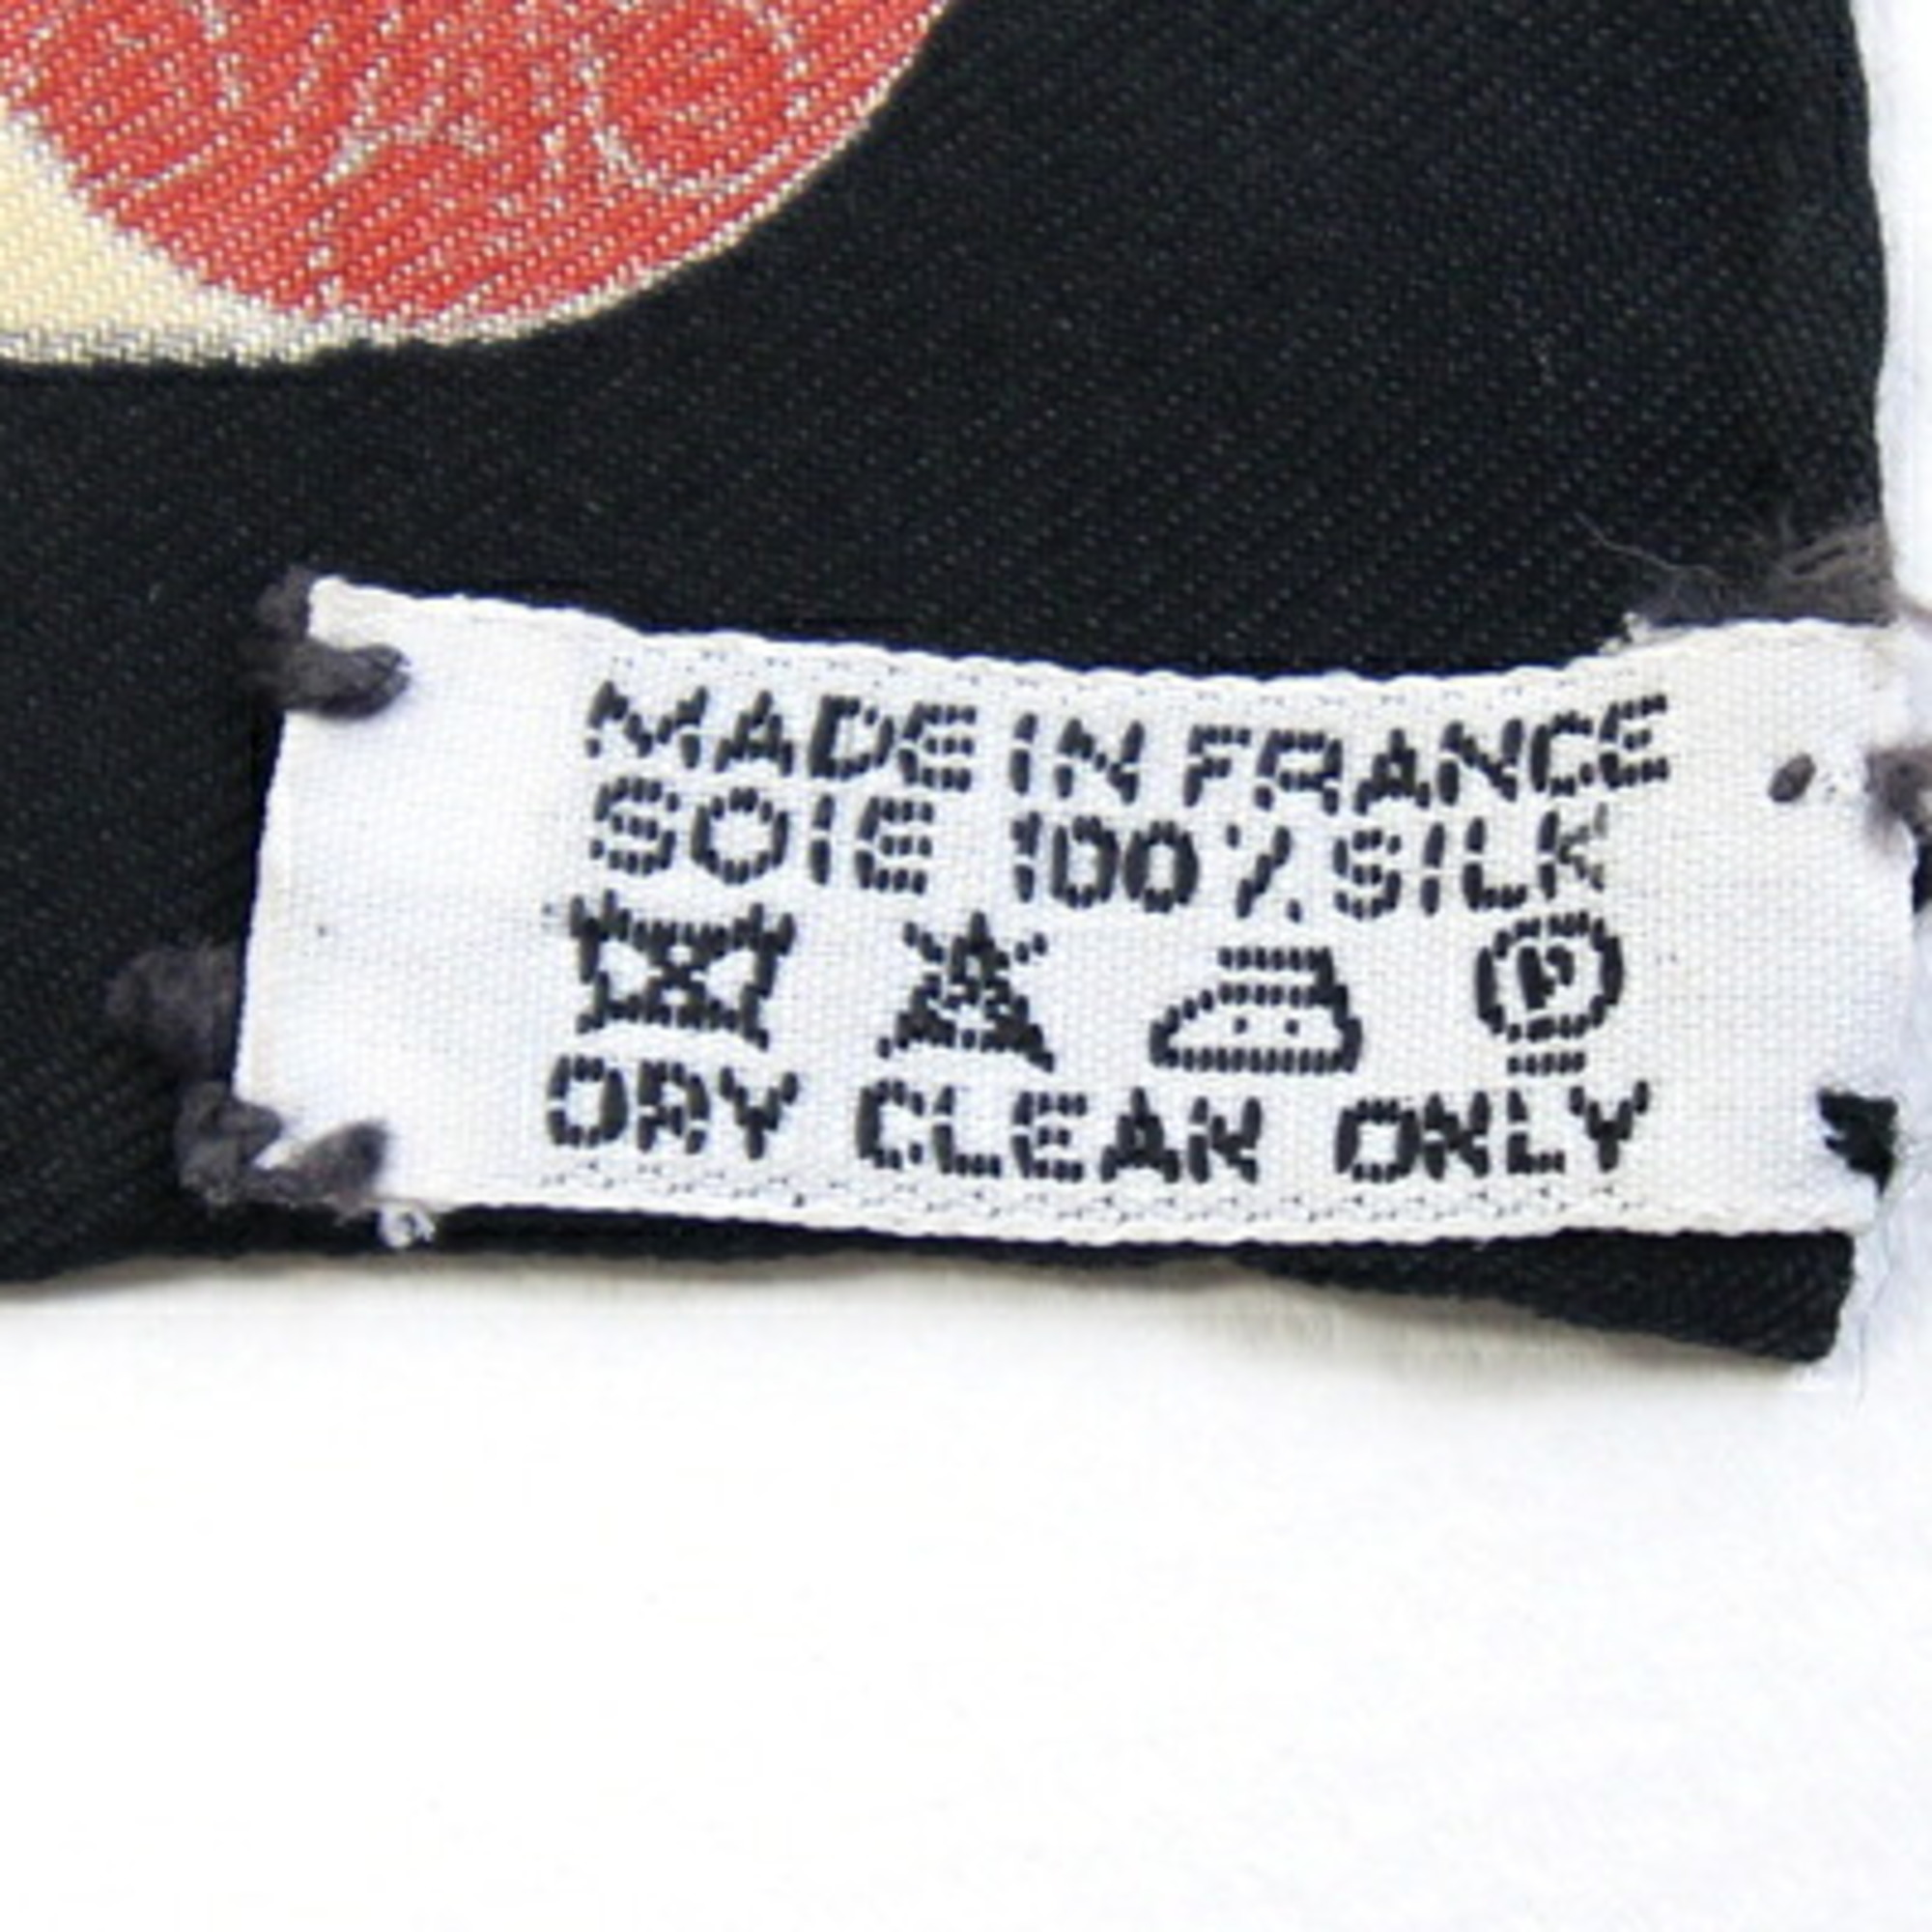 MADE IN FRANCE
SOIE 100% SILK
P
DRY CLEAN ONLY